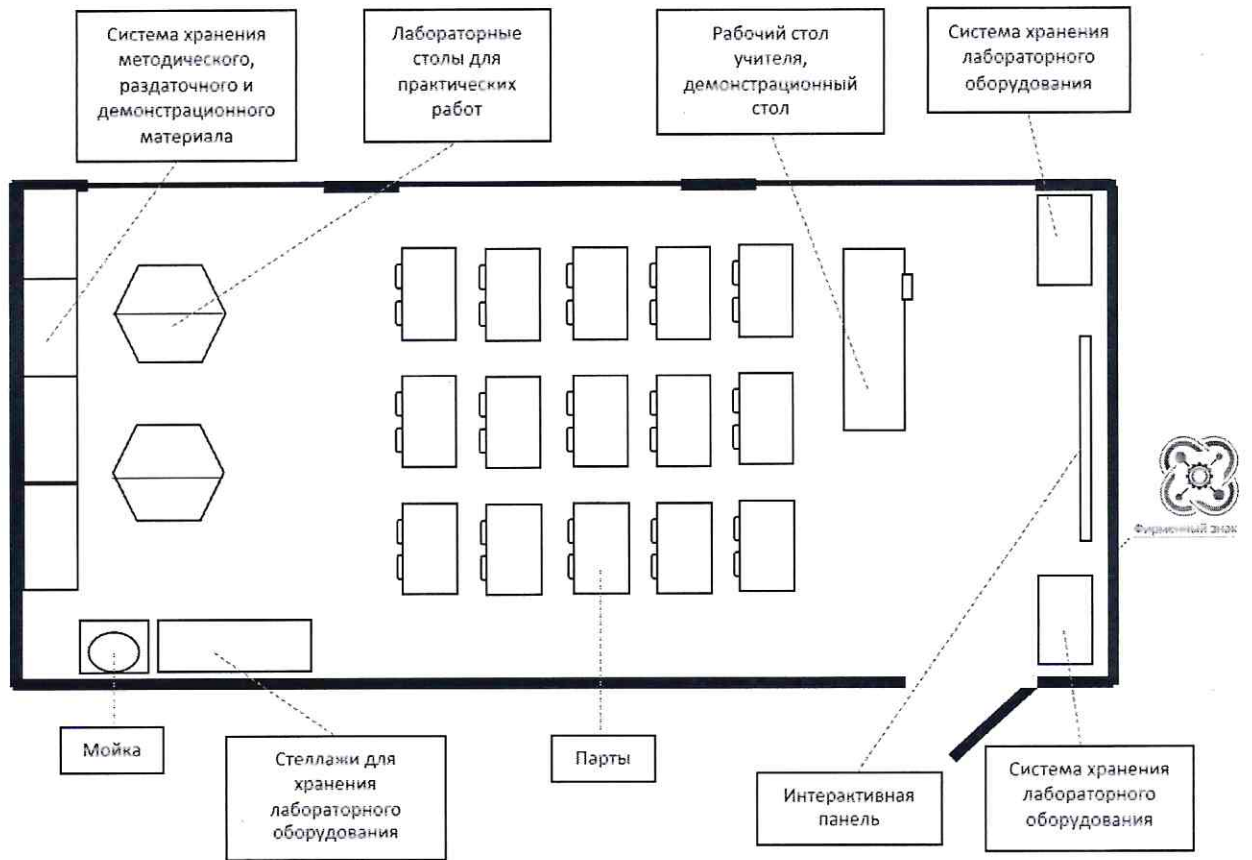 Система хранения
методического,
раздаточного и
демонстрационного
материала
Лабораторные
столы для
практических
работ
Рабочий стол
учителя,
демонстрационный
стол
Система хранения
лабораторного
оборудования
Фирменный знак
Мойка
Стеллажи для
хранения
лабораторного
оборудования
Парты
Интерактивная
панель
Система хранения
лабораторного
оборудования